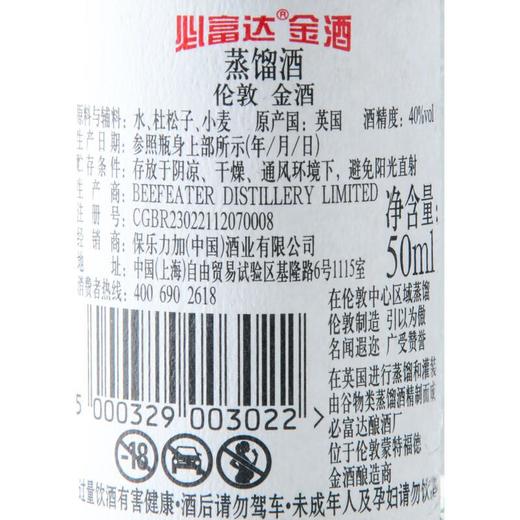 必富达®金酒
蒸馏酒
伦敦 金酒
原料与辅料: 水、杜松子、小麦 原产国: 英国 酒精度: 40%vol
生产日期: 参照瓶身上部所示(年/月/日)
贮存条件: 存放于阴凉、干燥、通风环境下, 避免阳光直射
生产商: BEEFEATER DISTILLERY LIMITED
注册号: CGBR23022112070008
经销商: 保乐力加(中国)酒业有限公司
地址: 中国(上海)自由贸易试验区基隆路6号1115室
消费者热线: 400 690 2618
净含量:
50ml
在伦敦中心区域蒸馏
伦敦制造 引以为傲
名闻遐迩 广受赞誉
在英国进行蒸馏和灌装
由谷物类蒸馏酒精制而成
必富达酿酒厂
位于伦敦蒙特福德
金酒酿造商
5 000329 003022 >
-18
过量饮酒有害健康·酒后请勿驾车·未成年人及孕妇请勿饮酒